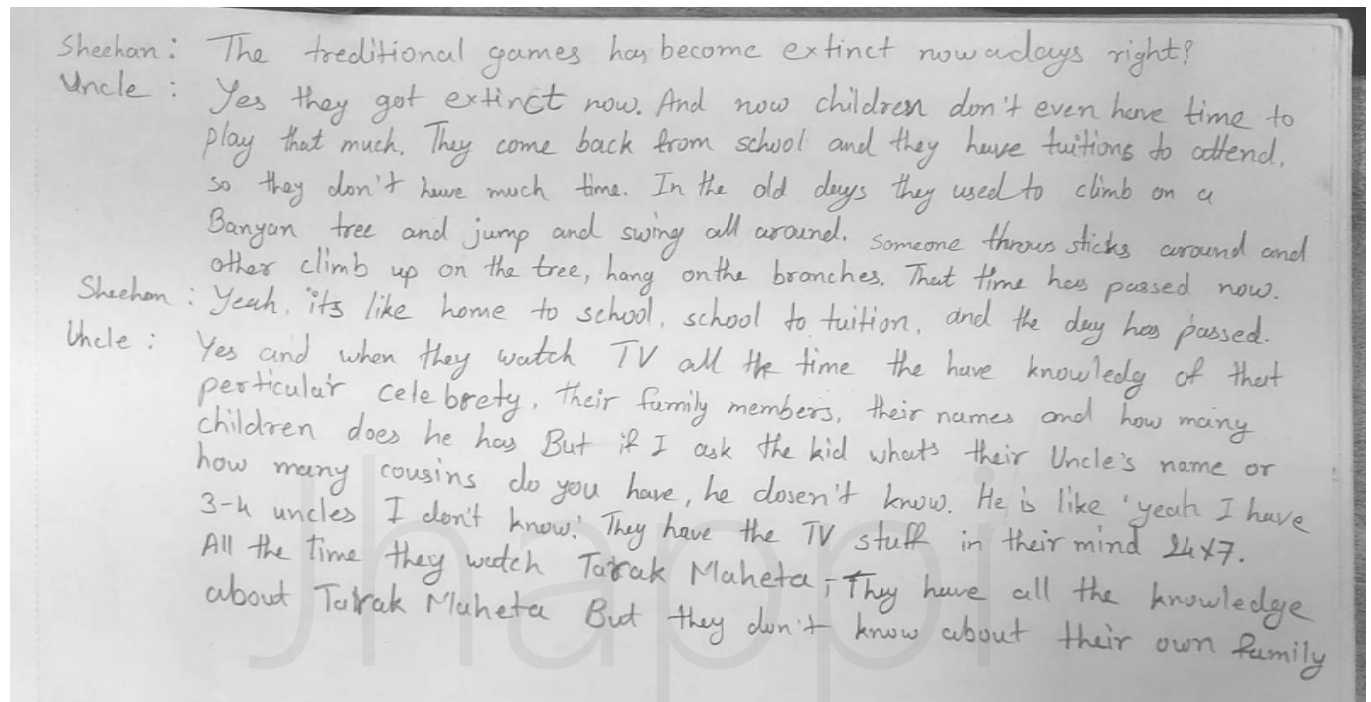 Sheehan : The treditional games has become extinct nowadays right?
Uncle : Yes they got extinct now. And now children don't even have time to
play that much. They come back from school and they have tuitions to attend,
so they don't have much time. In the old days they used to climb on a
Banyan tree and jump and swing all around. Someone throws sticks around and
other climb up on the tree, hang on the branches. That time has passed now.
Sheehan : Yeah, its like home to school, school to tuition, and the day has passed.
Uncle : Yes and when they watch TV all the time the have knowledg of that
perticular celebrety, Their family members, their names and how many
children does he has But if I ask the kid whats their Uncle's name or
how many cousins do you have, he dosen't know. He is like 'yeah I have
3-4 uncles I don't know.' They have the TV stuff in their mind 24x7.
All the time they watch Tarak Maheta, They have all the knowledge
about Tarak Maheta But they don't know about their own family
Jhappi